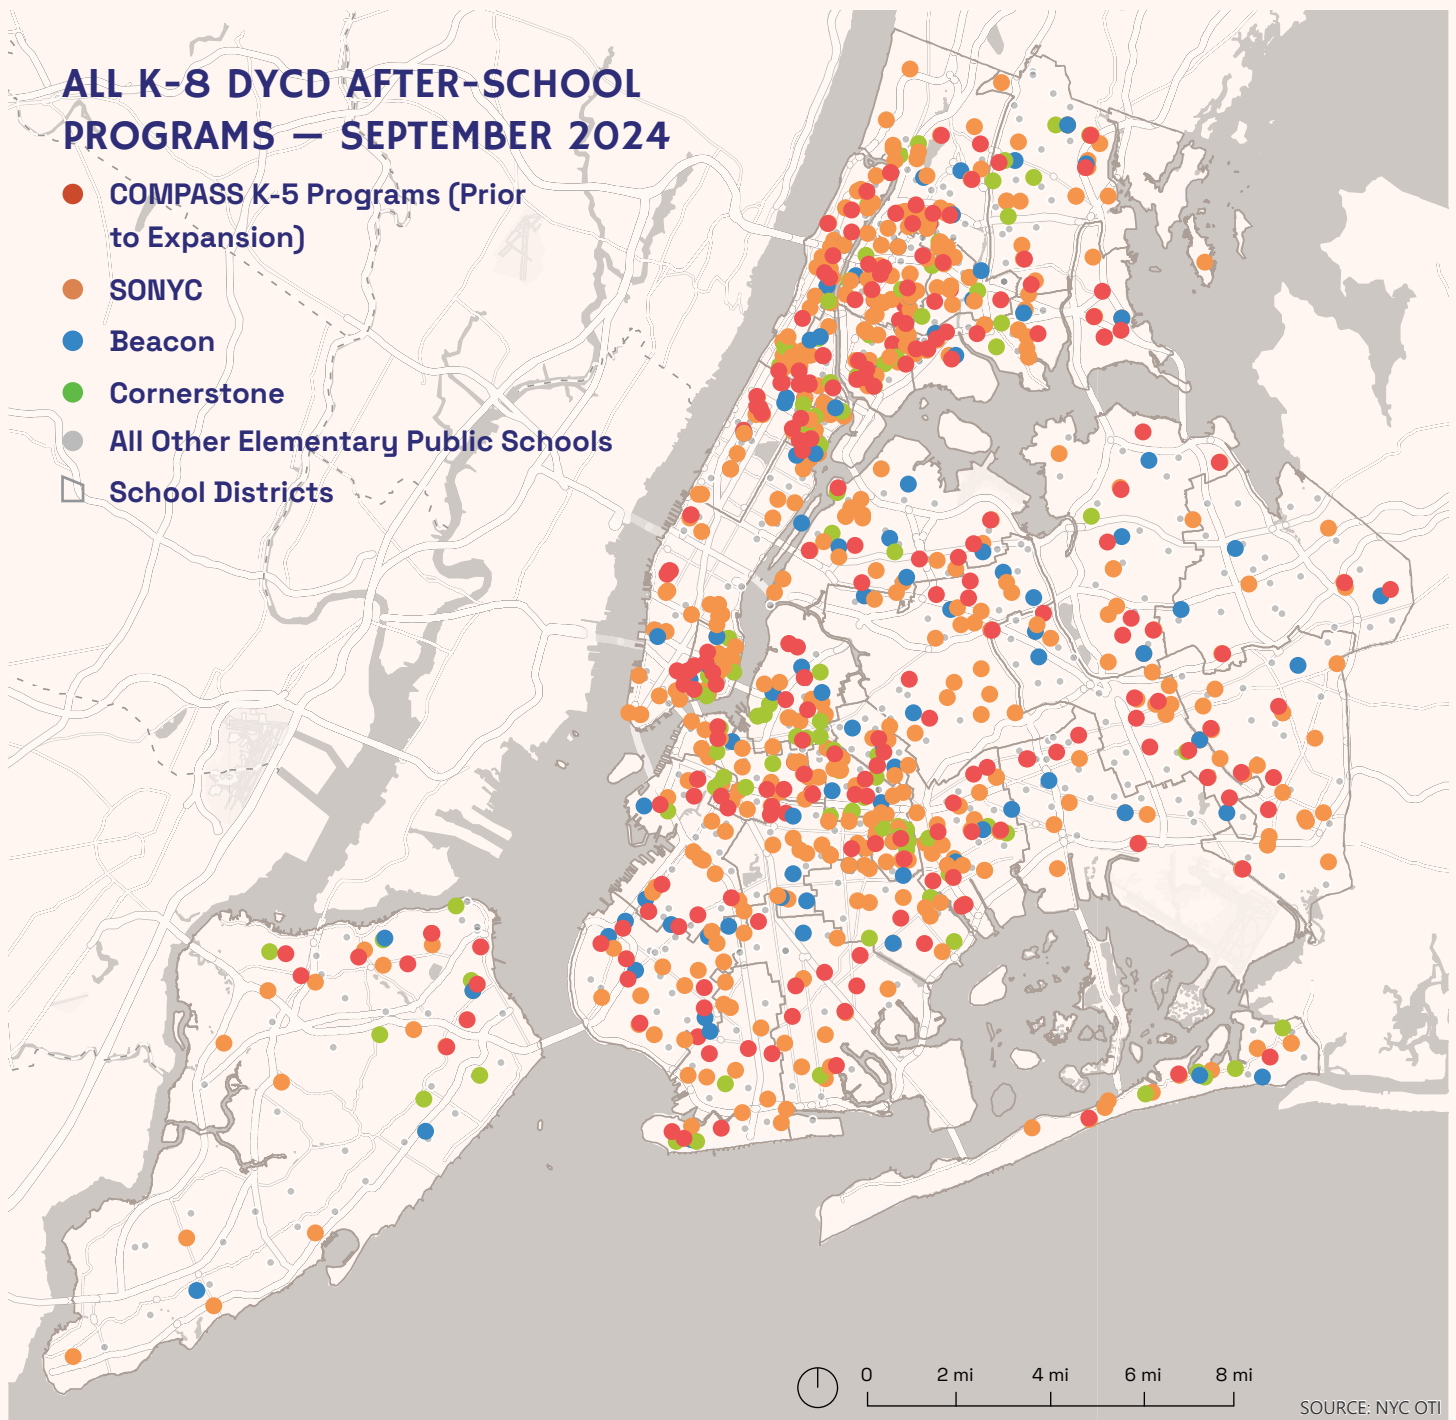 ALL K-8 DYCD AFTER-SCHOOL
PROGRAMS — SEPTEMBER 2024
COMPASS K-5 Programs (Prior
to Expansion)
SONYC
Beacon
Cornerstone
All Other Elementary Public Schools
School Districts
0 2 mi 4 mi 6 mi 8 mi
SOURCE: NYC OTI